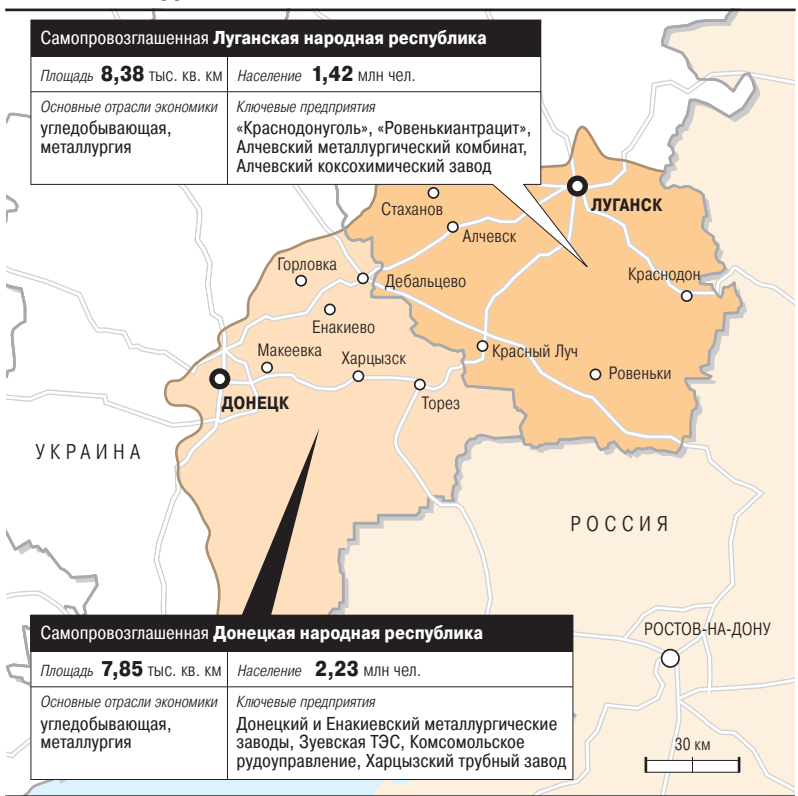 Самопровозглашенная Луганская народная республика
Площадь 8,38 тыс. кв. км
Население 1,42 млн чел.
Основные отрасли экономики
угледобывающая,
металлургия
Ключевые предприятия
«Краснодонуголь», «Ровенькиантрацит»,
Алчевский металлургический комбинат,
Алчевский коксохимический завод
Стаханов
ЛУГАНСК
Алчевск
Горловка
Дебальцево
Краснодон
Енакиево
Макеевка
Харцызск
Красный Луч
Ровеньки
ДОНЕЦК
Торез
УКРАИНА
РОССИЯ
Самопровозглашенная Донецкая народная республика
Площадь 7,85 тыс. кв. км
Население 2,23 млн чел.
Основные отрасли экономики
угледобывающая,
металлургия
Ключевые предприятия
Донецкий и Енакиевский металлургические
заводы, Зуевская ТЭС, Комсомольское
рудоуправление, Харцызский трубный завод
РОСТОВ-НА-ДОНУ
30 км